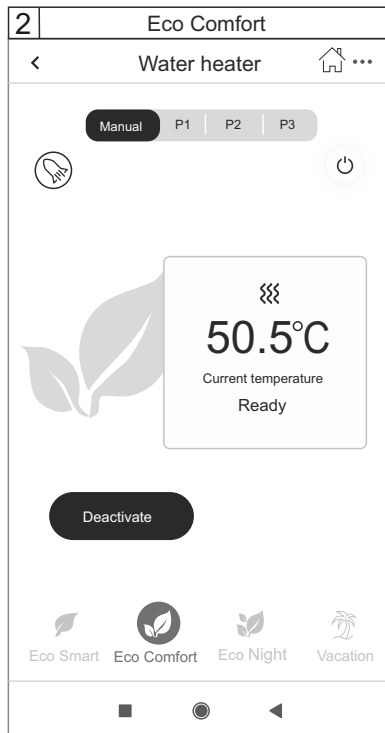 2 Eco Comfort
Water heater
Manual P1 P2 P3
50.5°C
Current temperature
Ready
Deactivate
Eco Smart Eco Comfort Eco Night Vacation